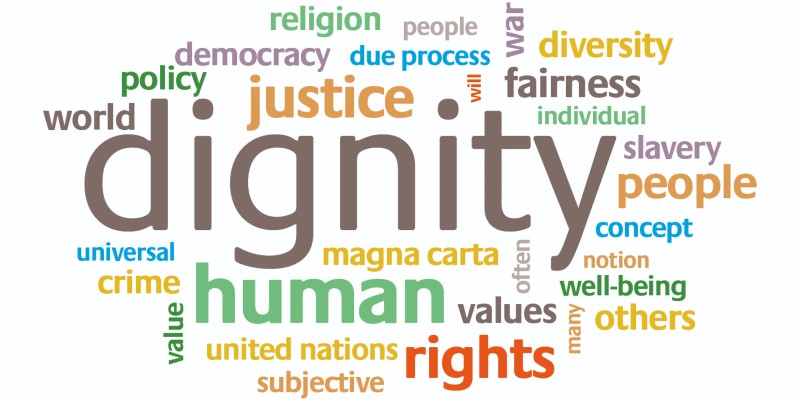 religion
people
war
democracy
due process
diversity
policy
justice
will
fairness
world
individual
dignity
slavery
people
concept
universal
magna carta
often
notion
crime
human
well-being
value
values
many
others
united nations
rights
subjective